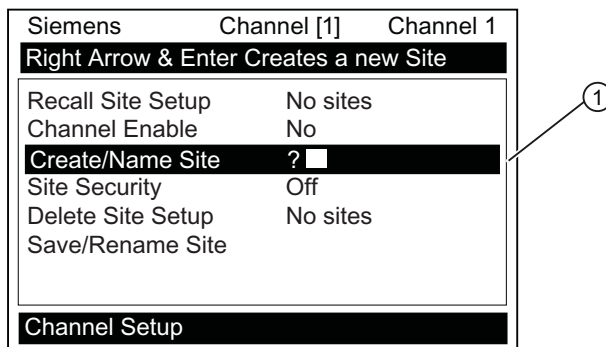 Siemens Channel [1] Channel 1
Right Arrow & Enter Creates a new Site
Recall Site Setup No sites
Channel Enable No
Create/Name Site ?
Site Security Off
Delete Site Setup No sites
Save/Rename Site
Channel Setup
1